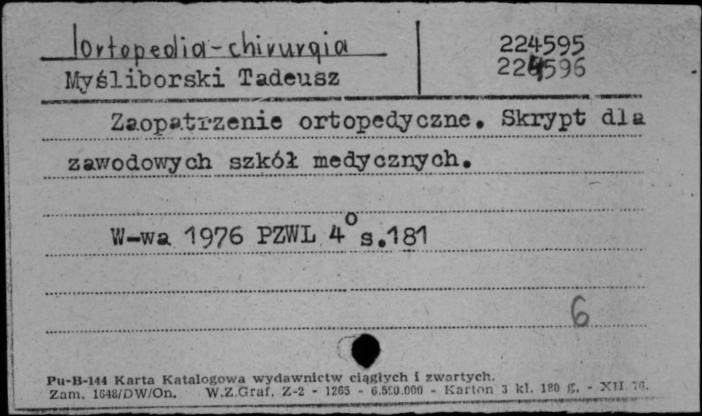 ortopedia-chirurgia
224595
Myśliborski Tadeusz
224596
Zaopatrzenie ortopedyczne. Skrypt dla
zawodowych szkół medycznych.
W-wa 1976 PZWL 4° s.181
6
Pu-B-144 Karta Katalogowa wydawnictw ciągłych i zwartych.
Zam. 1648/DW/On. W.Z.Graf. Z-2 - 1265 - 6.550.000 - Karton 3 kl. 180 g. - XII 76.